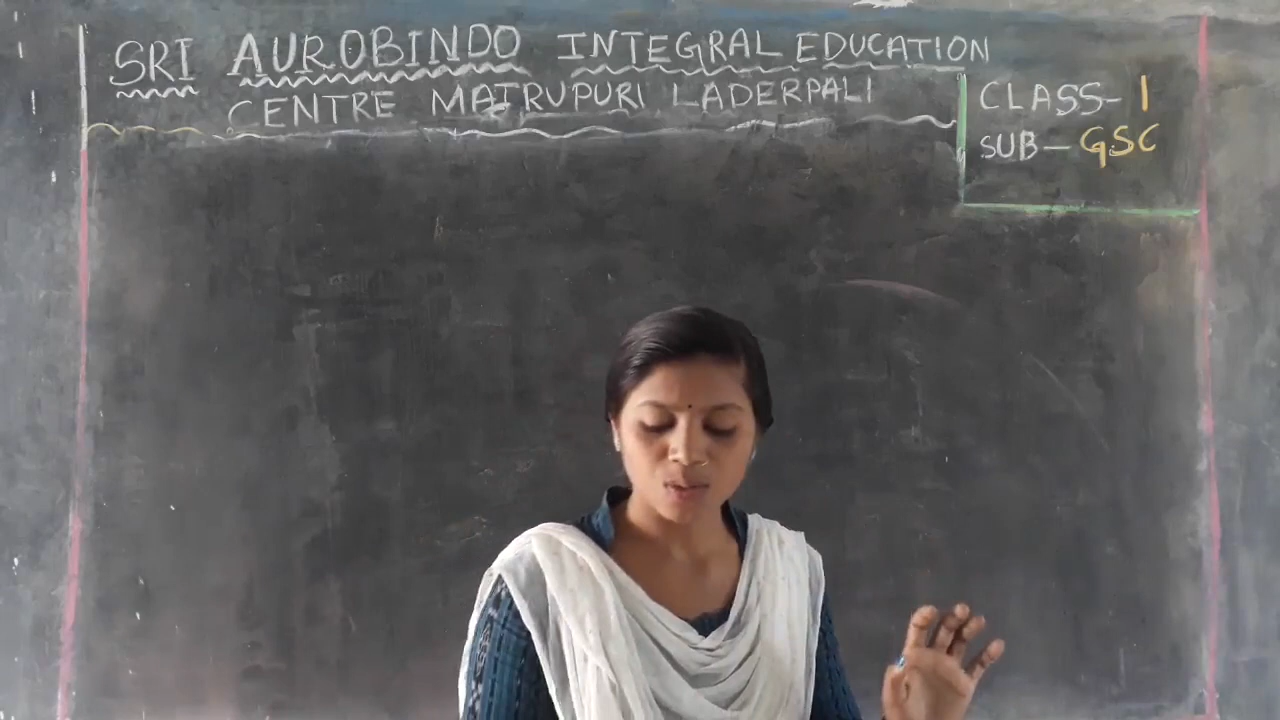 SRI AUROBINDO INTEGRAL EDUCATION
CENTRE MATRUPURI LADERPALI
CLASS- 1
SUB- GSC